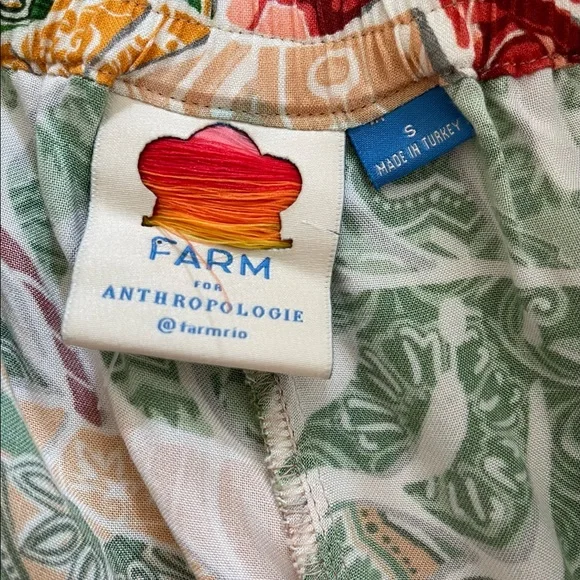 FARM
FOR
ANTHROPOLOGIE
@farmrio
S
MADE IN TURKEY